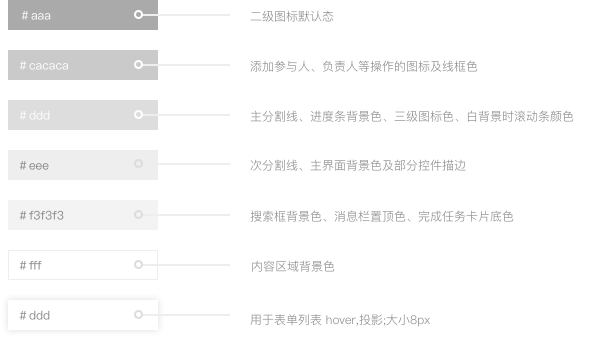 # aaa 二级图标默认态
# cacaca 添加参与人、负责人等操作的图标及线框色
# ddd 主分割线、进度条背景色、三级图标色、白背景时滚动条颜色
# eee 次分割线、主界面背景色及部分控件描边
# f3f3f3 搜索框背景色、消息栏置顶色、完成任务卡片底色
# fff 内容区域背景色
# ddd 用于表单列表 hover,投影;大小8px